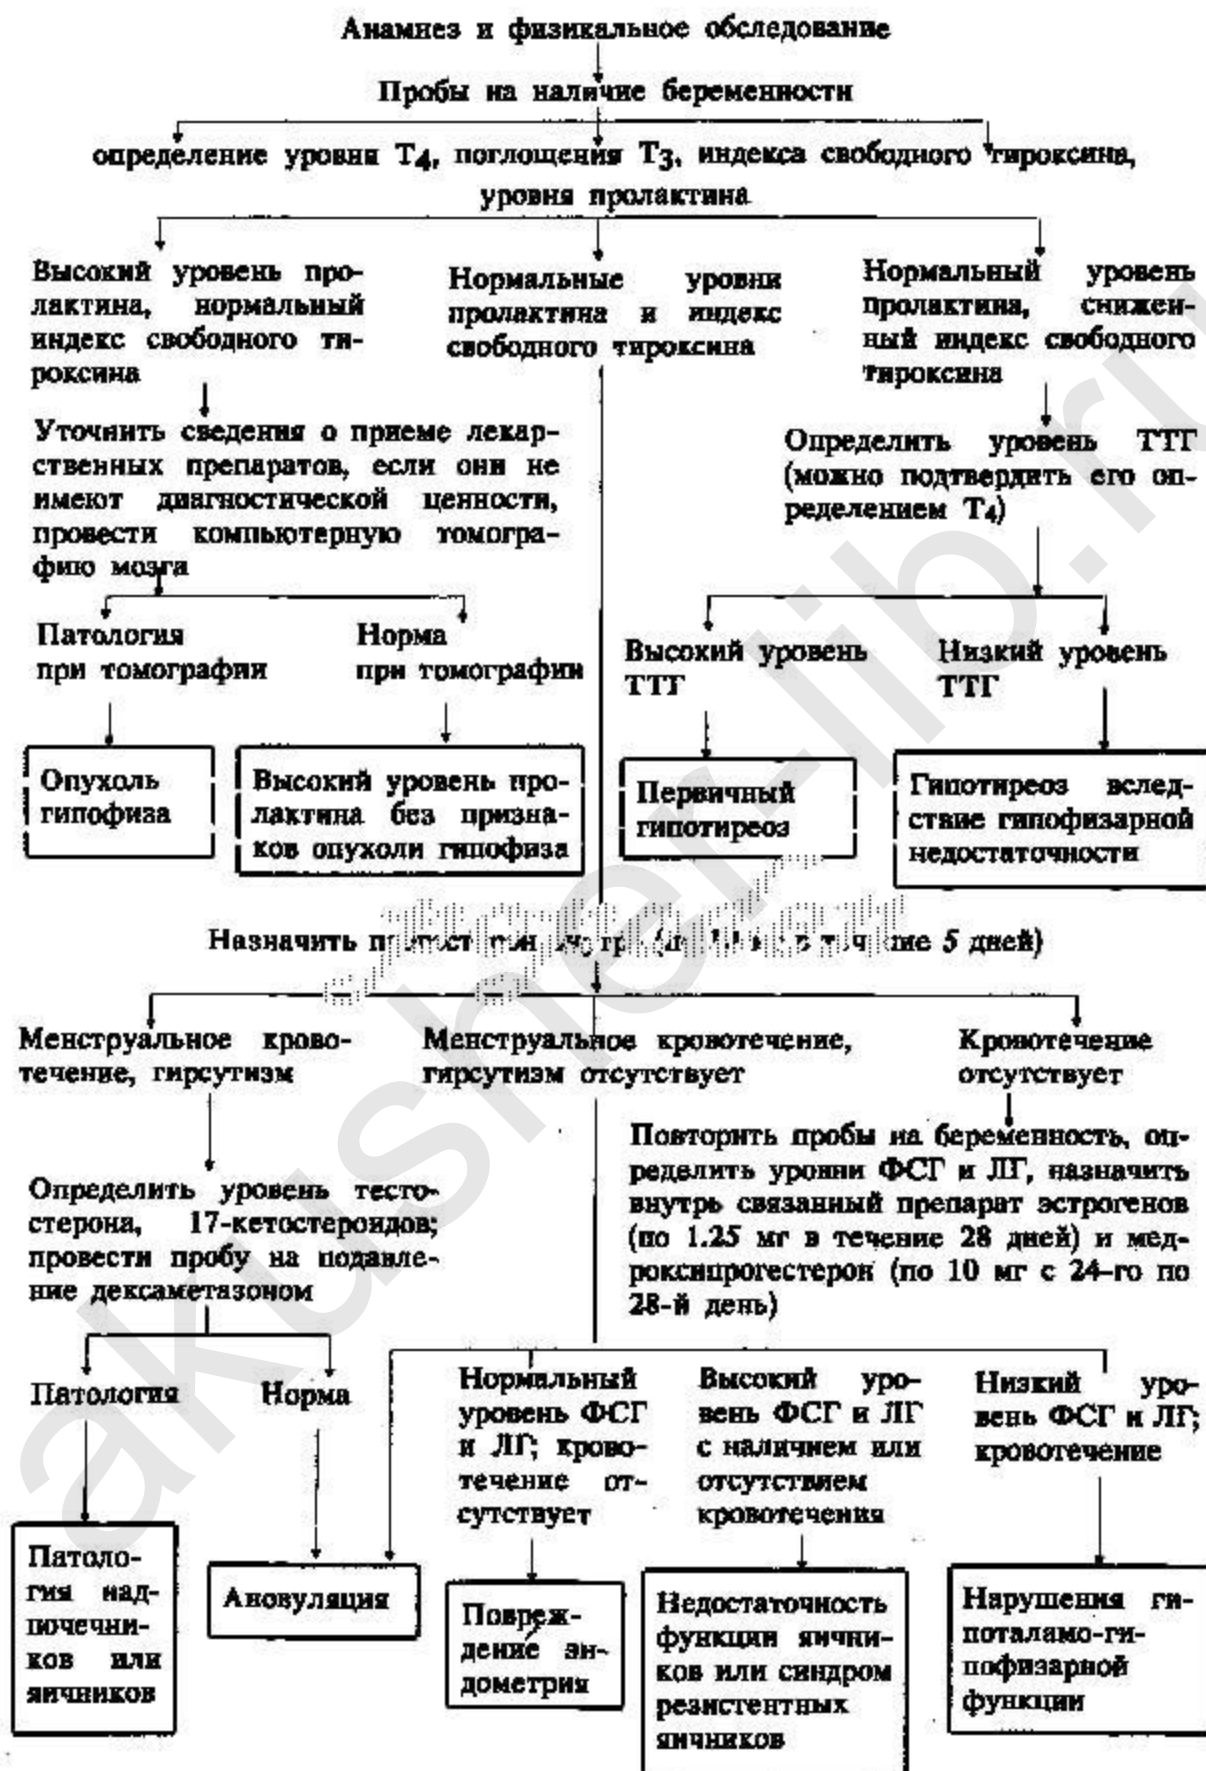 Анамнез и физикальное обследование
Пробы на наличие беременности
определение уровня Т4, поглощения Т3, индекса свободного тироксина,
уровня пролактина
Высокий уровень про-
лактина, нормальный
индекс свободного ти-
роксина
Нормальные уровни
пролактина и индекс
свободного тироксина
Нормальный уровень
пролактина, снижен-
ный индекс свободного
тироксина
Уточнить сведения о приеме лекар-
ственных препаратов, если они не
имеют диагностической ценности,
провести компьютерную томогра-
фию мозга
Определить уровень ТТГ
(можно подтвердить его оп-
ределением Т4)
Патология
при томографии
Норма
при томографии
Высокий уровень
ТТГ
Низкий уровень
ТТГ
Опухоль
гипофиза
Высокий уровень про-
лактина без призна-
ков опухоли гипофиза
Первичный
гипотиреоз
Гипотиреоз вслед-
ствие гипофизарной
недостаточности
Назначить 5 дней)
Менструальное крово-
течение, гирсутизм
Менструальное кровотечение,
гирсутизм отсутствует
Кровотечение
отсутствует
Определить уровень тесто-
стерона, 17-кетостероидов;
провести пробу на подавле-
ние дексаметазоном
Повторить пробы на беременность, оп-
ределить уровни ФСГ и ЛГ, назначить
внутрь связанный препарат эстрогенов
(по 1.25 мг в течение 28 дней) и мед-
роксипрогестерон (по 10 мг с 24-го по
28-й день)
Патология
Норма
Нормальный
уровень ФСГ
и ЛГ; крово-
течение от-
сутствует
Высокий уро-
вень ФСГ и ЛГ
с наличием или
отсутствием
кровотечения
Низкий уро-
вень ФСГ и ЛГ;
кровотечение
Патоло-
гия над-
почечни-
ков или
яичников
Ановуляция
Повреж-
дение эн-
дометрия
Недостаточность
функции яични-
ков или синдром
резистентных
яичников
Нарушения ги-
поталамо-ги-
пофизарной
функции
akusher-lib.ru